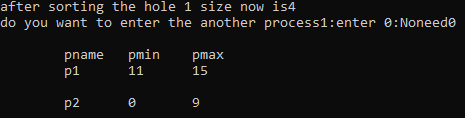 after sorting the hole 1 size now is4
do you want to enter the another process1:enter 0:Noneed0
pname pmin pmax
p1 11 15
p2 0 9